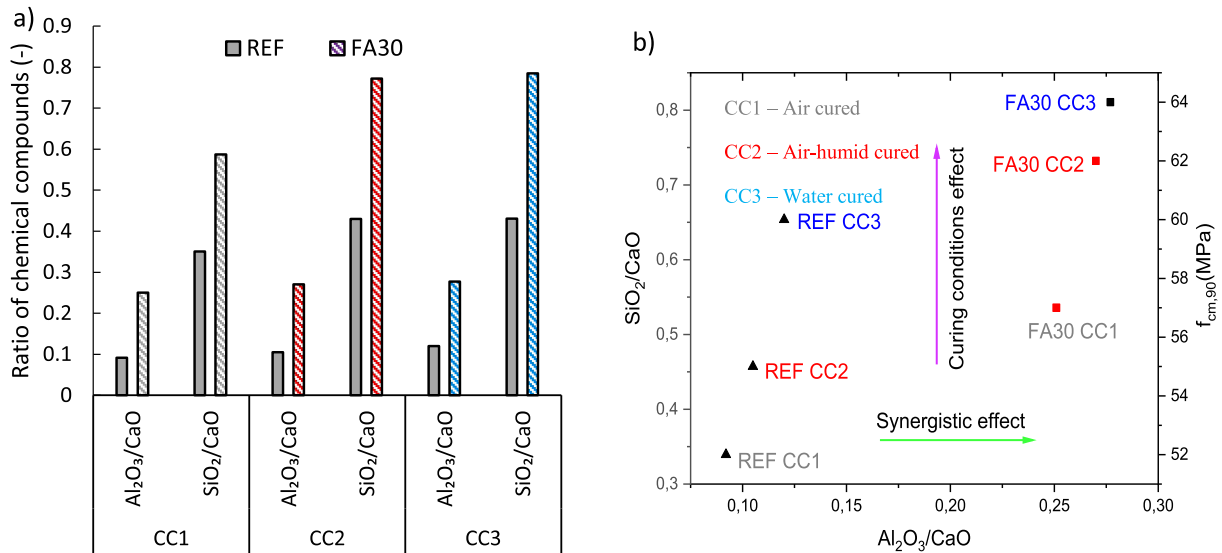 a)
0.9
0.8
0.7
0.6
0.5
0.4
0.3
0.2
0.1
0
Ratio of chemical compounds (-)
REF
FA30
Al₂O₃/CaO
SiO₂/CaO
Al₂O₃/CaO
SiO₂/CaO
Al₂O₃/CaO
SiO₂/CaO
CC1
CC2
CC3
b)
0,8
0,7
0,6
0,5
0,4
0,3
SiO₂/CaO
CC1 – Air cured
CC2 – Air-humid cured
CC3 – Water cured
FA30 CC3
FA30 CC2
REF CC3
FA30 CC1
REF CC2
REF CC1
Curing conditions effect
Synergistic effect
64
62
60
58
56
54
52
f_cm,90(MPa)
0,10
0,15
0,20
0,25
0,30
Al₂O₃/CaO